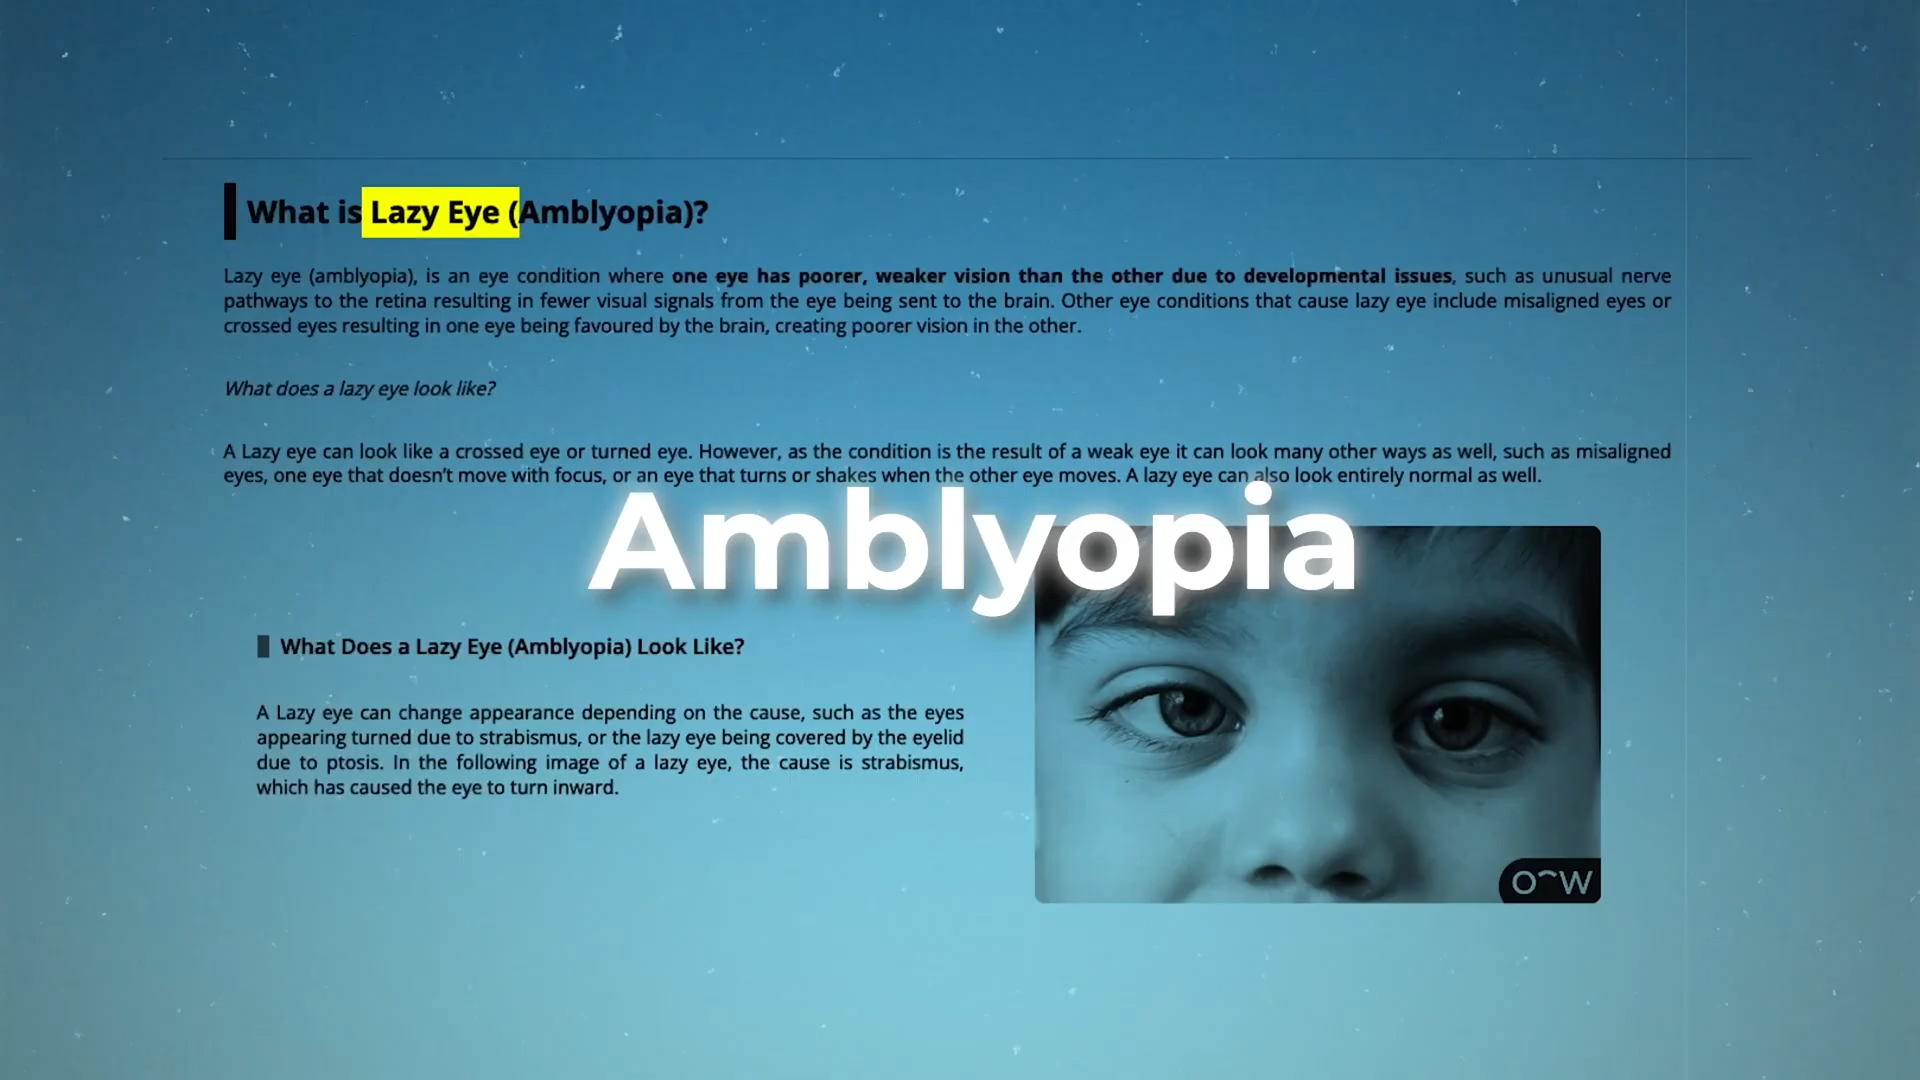 What is Lazy Eye (Amblyopia)?
Lazy eye (amblyopia), is an eye condition where one eye has poorer, weaker vision than the other due to developmental issues, such as unusual nerve
pathways to the retina resulting in fewer visual signals from the eye being sent to the brain. Other eye conditions that cause lazy eye include misaligned eyes or
crossed eyes resulting in one eye being favoured by the brain, creating poorer vision in the other.
What does a lazy eye look like?
A Lazy eye can look like a crossed eye or turned eye. However, as the condition is the result of a weak eye it can look many other ways as well, such as misaligned
eyes, one eye that doesn’t move with focus, or an eye that turns or shakes when the other eye moves. A lazy eye can also look entirely normal as well.
Amblyopia
What Does a Lazy Eye (Amblyopia) Look Like?
A Lazy eye can change appearance depending on the cause, such as the eyes
appearing turned due to strabismus, or the lazy eye being covered by the eyelid
due to ptosis. In the following image of a lazy eye, the cause is strabismus,
which has caused the eye to turn inward.
O~W